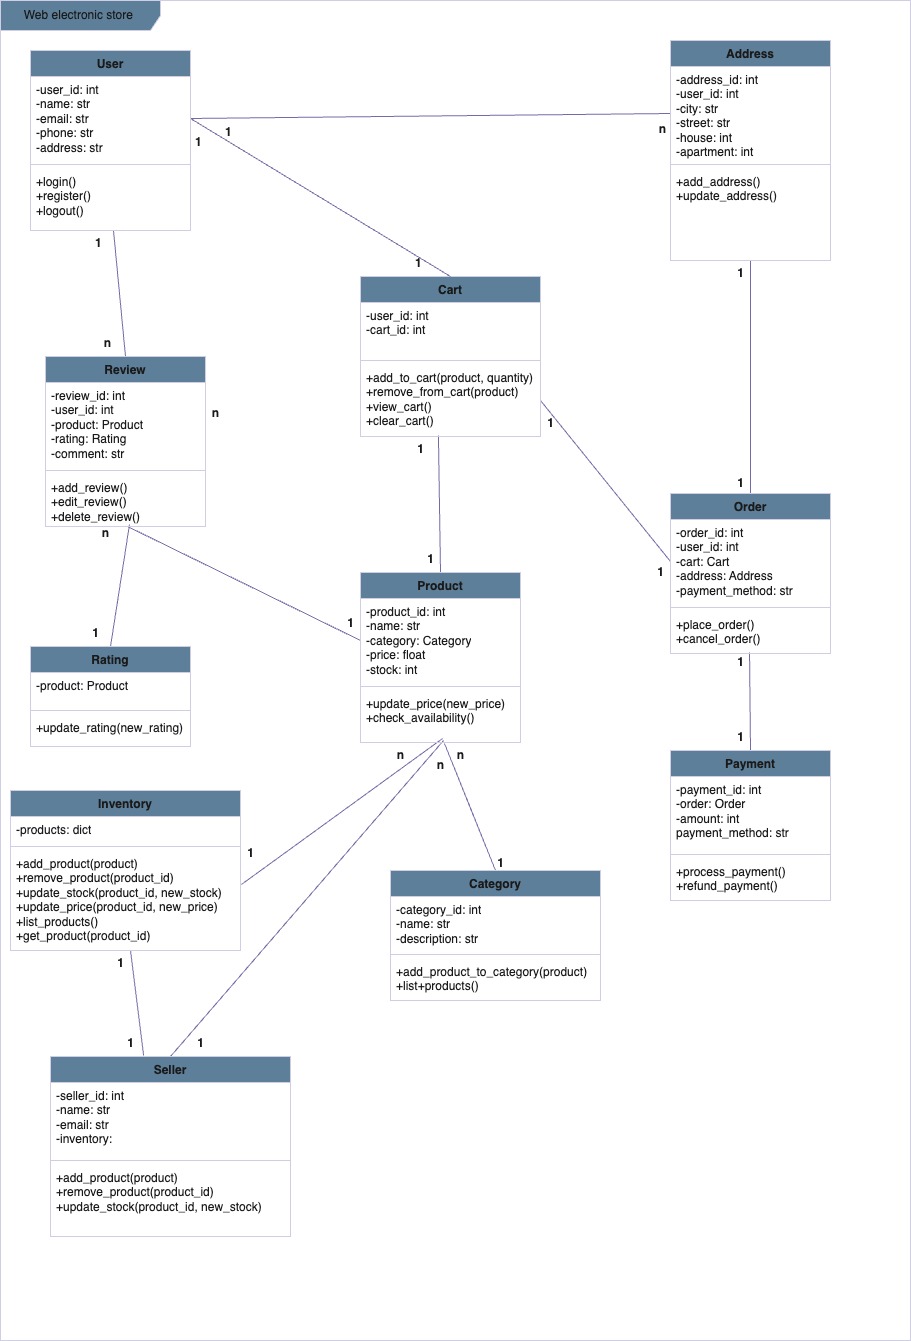 Web electronic store
User
-user_id: int
-name: str
-email: str
-phone: str
-address: str
+login()
+register()
+logout()
1
1
1
Address
-address_id: int
-user_id: int
-city: str
-street: str
-house: int
-apartment: int
+add_address()
+update_address()
n
1
Cart
-user_id: int
-cart_id: int
+add_to_cart(product, quantity)
+remove_from_cart(product)
+view_cart()
+clear_cart()
1
1
1
Review
-review_id: int
-user_id: int
-product: Product
-rating: Rating
-comment: str
+add_review()
+edit_review()
+delete_review()
n
n
n
Order
-order_id: int
-user_id: int
-cart: Cart
-address: Address
-payment_method: str
+place_order()
+cancel_order()
1
1
1
Product
-product_id: int
-name: str
-category: Category
-price: float
-stock: int
+update_price(new_price)
+check_availability()
1
1
n
n
n
Rating
-product: Product
+update_rating(new_rating)
1
Payment
-payment_id: int
-order: Order
-amount: int
payment_method: str
+process_payment()
+refund_payment()
1
Inventory
-products: dict
+add_product(product)
+remove_product(product_id)
+update_stock(product_id, new_stock)
+update_price(product_id, new_price)
+list_products()
+get_product(product_id)
1
1
Category
-category_id: int
-name: str
-description: str
+add_product_to_category(product)
+list+products()
1
Seller
-seller_id: int
-name: str
-email: str
-inventory:
+add_product(product)
+remove_product(product_id)
+update_stock(product_id, new_stock)
1
1